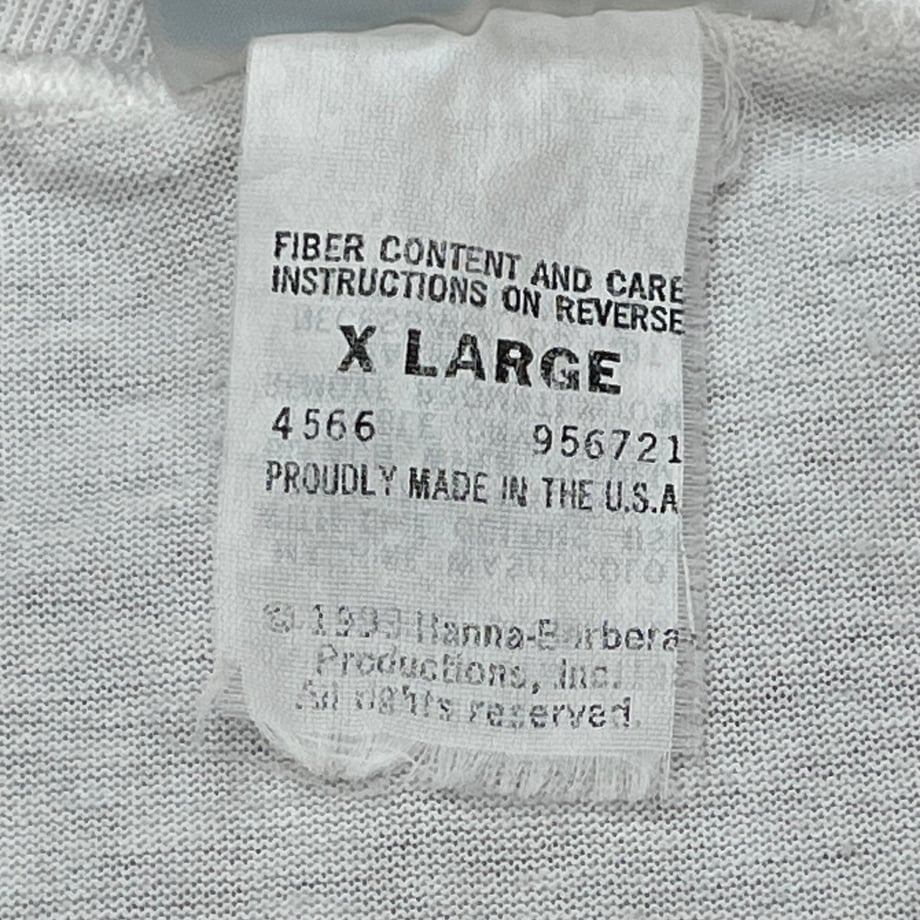 FIBER CONTENT AND CARE
INSTRUCTIONS ON REVERSE
X LARGE
4566 956721
PROUDLY MADE IN THE U.S.A
© Hanna-Barbera
Productions, Inc.
All rights reserved.